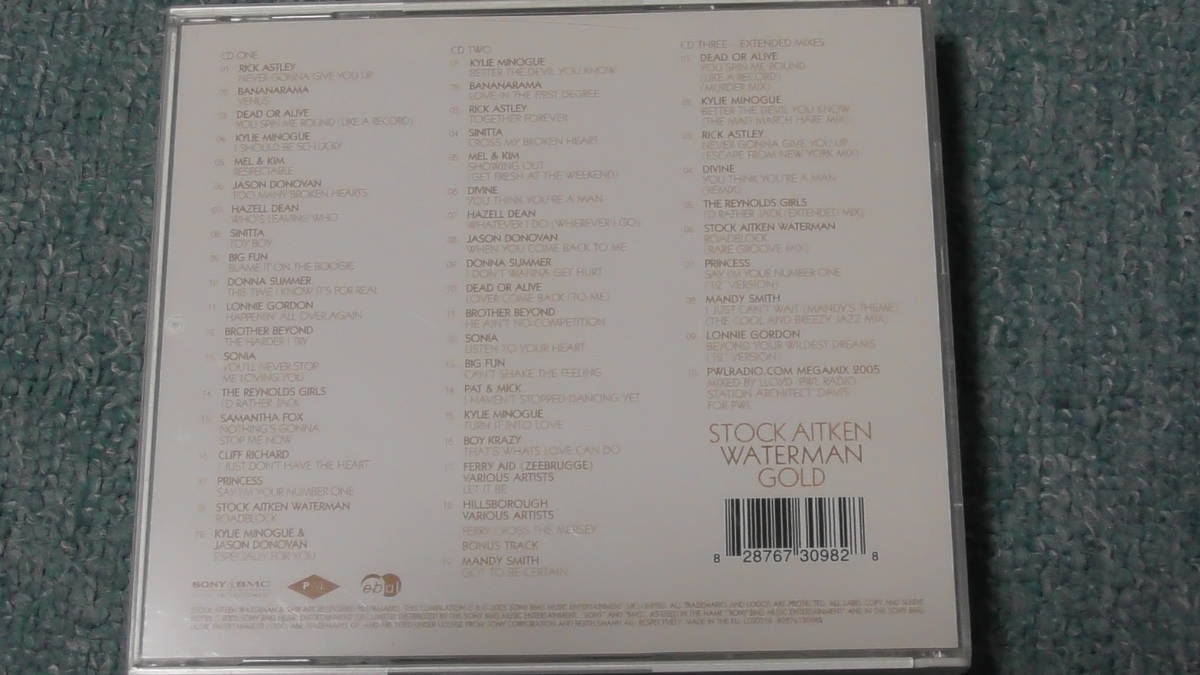 CD ONE
01 RICK ASTLEY
NEVER GONNA GIVE YOU UP
02 BANANARAMA
VENUS
03 DEAD OR ALIVE
YOU SPIN ME ROUND (LIKE A RECORD)
04 KYLIE MINOGUE
I SHOULD BE SO LUCKY
05 MEL & KIM
RESPECTABLE
06 JASON DONOVAN
TOO MANY BROKEN HEARTS
07 HAZELL DEAN
WHO'S LEAVING WHO
08 SINITTA
TOY BOY
09 BIG FUN
BLAME IT ON THE BOOGIE
10 DONNA SUMMER
THIS TIME I KNOW IT'S FOR REAL
11 LONNIE GORDON
HAPPENIN' ALL OVER AGAIN
12 BROTHER BEYOND
THE HARDER I TRY
13 SONIA
YOU'LL NEVER STOP
ME LOVING YOU
14 THE REYNOLDS GIRLS
I'D RATHER JACK
15 SAMANTHA FOX
NOTHING'S GONNA
STOP ME NOW
16 CLIFF RICHARD
I JUST DON'T HAVE THE HEART
17 PRINCESS
SAY I'M YOUR NUMBER ONE
18 STOCK AITKEN WATERMAN
ROADBLOCK
19 KYLIE MINOGUE &
JASON DONOVAN
ESPECIALLY FOR YOU
CD TWO
01 KYLIE MINOGUE
BETTER THE DEVIL YOU KNOW
02 BANANARAMA
LOVE IN THE FIRST DEGREE
03 RICK ASTLEY
TOGETHER FOREVER
04 SINITTA
CROSS MY BROKEN HEART
05 MEL & KIM
SHOWING OUT
(GET FRESH AT THE WEEKEND)
06 DIVINE
YOU THINK YOU'RE A MAN
07 HAZELL DEAN
WHATEVER I DO (WHEREVER I GO)
08 JASON DONOVAN
WHEN YOU COME BACK TO ME
09 DONNA SUMMER
I DON'T WANNA GET HURT
10 DEAD OR ALIVE
LOVER COME BACK (TO ME)
11 BROTHER BEYOND
HE AIN'T NO COMPETITION
12 SONIA
LISTEN TO YOUR HEART
13 BIG FUN
CAN'T SHAKE THE FEELING
14 PAT & MICK
I HAVEN'T STOPPED DANCING YET
15 KYLIE MINOGUE
TURN IT INTO LOVE
16 BOY KRAZY
THAT'S WHATS LOVE CAN DO
17 FERRY AID (ZEEBRUGGE)
VARIOUS ARTISTS
LET IT BE
18 HILLSBOROUGH
VARIOUS ARTISTS
FERRY CROSS THE MERSEY
BONUS TRACK
19 MANDY SMITH
GOT TO BE CERTAIN
CD THREE - EXTENDED MIXES
01 DEAD OR ALIVE
YOU SPIN ME ROUND
(LIKE A RECORD)
(MURDER MIX)
02 KYLIE MINOGUE
BETTER THE DEVIL YOU KNOW
(THE MAD MARCH HARE MIX)
03 RICK ASTLEY
NEVER GONNA GIVE YOU UP
(ESCAPE FROM NEW YORK MIX)
04 DIVINE
YOU THINK YOU'RE A MAN
(REMIX)
05 THE REYNOLDS GIRLS
I'D RATHER JACK (EXTENDED MIX)
06 STOCK AITKEN WATERMAN
ROADBLOCK
(RARE GROOVE MIX)
07 PRINCESS
SAY I'M YOUR NUMBER ONE
(12" VERSION)
08 MANDY SMITH
I JUST CAN'T WAIT (MANDY'S THEME)
(THE COOL AND BREEZY JAZZ MIX)
09 LONNIE GORDON
BEYOND YOUR WILDEST DREAMS
(12" VERSION)
10 PWLRADIO.COM MEGAMIX 2005
MIXED BY LLOYD 'PWL RADIO
STATION ARCHITECT' DAVIS
FOR PWL
STOCK AITKEN
WATERMAN
GOLD
8 28767 30982 8
SONY BMG
ebul